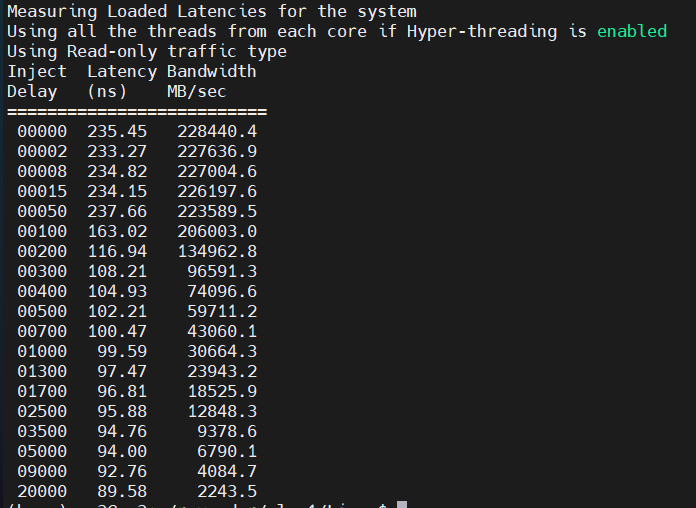 Measuring Loaded Latencies for the system
Using all the threads from each core if Hyper-threading is enabled
Using Read-only traffic type
Inject Latency Bandwidth
Delay (ns) MB/sec
==========================
00000 235.45 228440.4
00002 233.27 227636.9
00008 234.82 227004.6
00015 234.15 226197.6
00050 237.66 223589.5
00100 163.02 206003.0
00200 116.94 134962.8
00300 108.21 96591.3
00400 104.93 74096.6
00500 102.21 59711.2
00700 100.47 43060.1
01000 99.59 30664.3
01300 97.47 23943.2
01700 96.81 18525.9
02500 95.88 12848.3
03500 94.76 9378.6
05000 94.00 6790.1
09000 92.76 4084.7
20000 89.58 2243.5